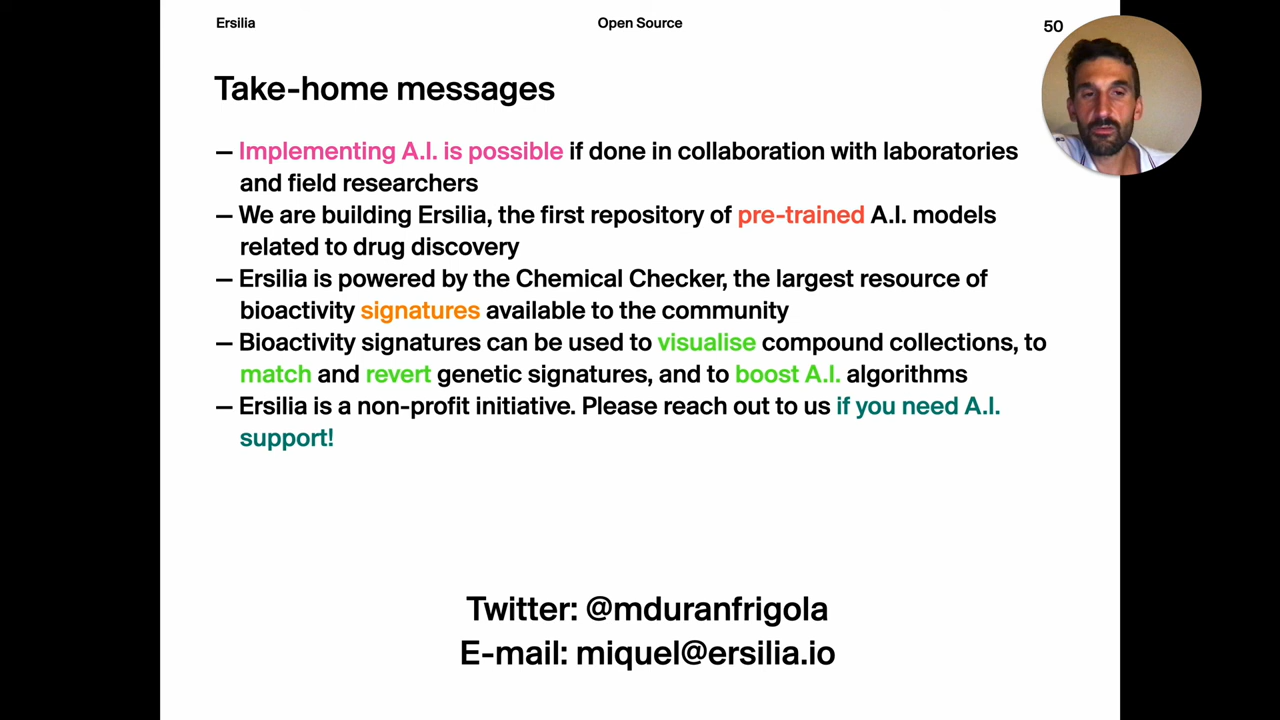 Ersilia
Open Source
50
Take-home messages
– Implementing A.I. is possible if done in collaboration with laboratories
and field researchers
– We are building Ersilia, the first repository of pre-trained A.I. models
related to drug discovery
– Ersilia is powered by the Chemical Checker, the largest resource of
bioactivity signatures available to the community
– Bioactivity signatures can be used to visualise compound collections, to
match and revert genetic signatures, and to boost A.I. algorithms
– Ersilia is a non-profit initiative. Please reach out to us if you need A.I.
support!
Twitter: @mduranfrigola
E-mail: miquel@ersilia.io